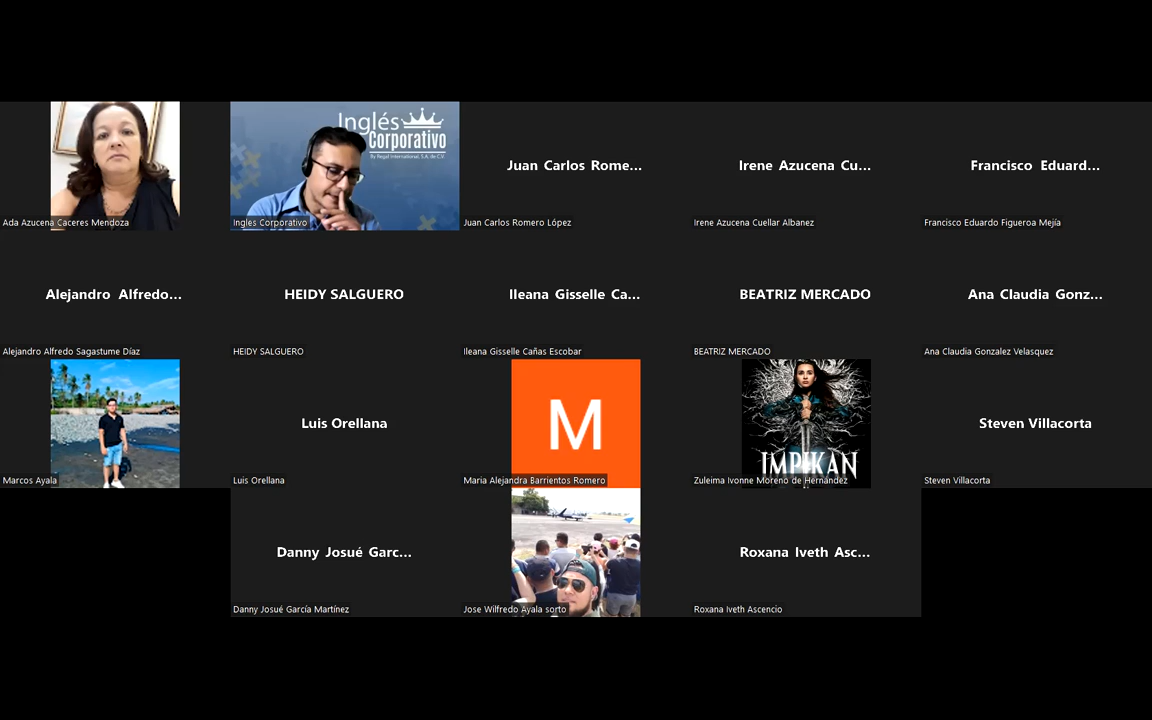 Inglés
Corporativo
By Regal International, S.A. de C.V.
Juan Carlos Rome...
Irene Azucena Cu...
Francisco Eduard...
Ada Azucena Caceres Mendoza
Inglés Corporativo
Juan Carlos Romero López
Irene Azucena Cuellar Albanez
Francisco Eduardo Figueroa Mejía
Alejandro Alfredo...
HEIDY SALGUERO
Ileana Gisselle Ca...
BEATRIZ MERCADO
Ana Claudia Gonz...
Alejandro Alfredo Sagastume Díaz
HEIDY SALGUERO
Ileana Gisselle Cañas Escobar
BEATRIZ MERCADO
Ana Claudia Gonzalez Velasquez
Luis Orellana
M
IMPIKAN
Steven Villacorta
Marcos Ayala
Luis Orellana
Maria Alejandra Barrientos Romero
Zuleima Ivonne Moreno de Hernandez
Steven Villacorta
Danny Josué Garc...
Roxana Iveth Asc...
Danny Josué García Martínez
Jose Wilfredo Ayala sorto
Roxana Iveth Ascencio